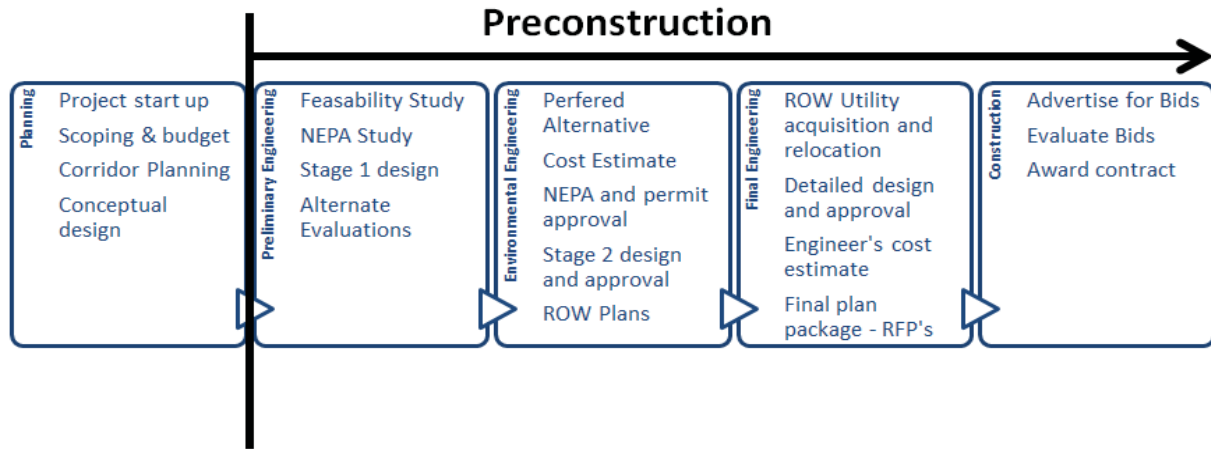 Preconstruction
Planning
Project start up
Scoping & budget
Corridor Planning
Conceptual
design
Preliminary Engineering
Feasability Study
NEPA Study
Stage 1 design
Alternate
Evaluations
Environmental Engineering
Perfered
Alternative
Cost Estimate
NEPA and permit
approval
Stage 2 design
and approval
ROW Plans
Final Engineering
ROW Utility
acquisition and
relocation
Detailed design
and approval
Engineer's cost
estimate
Final plan
package - RFP's
Construction
Advertise for Bids
Evaluate Bids
Award contract